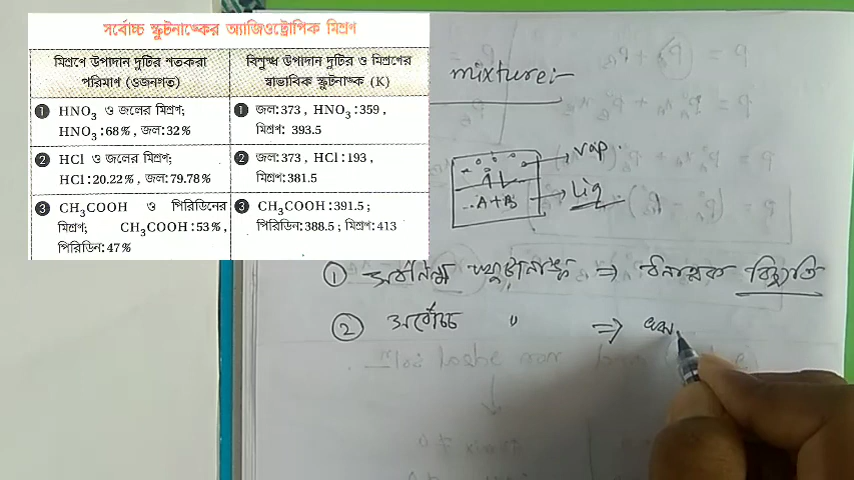 সর্বোচ্চ স্ফুটনাঙ্কের অ্যাজিওট্রোপিক মিশ্রণ
মিশ্রণে উপাদান দুটির শতকরা
পরিমাণ (ওজনগত)
বিশুদ্ধ উপাদান দুটির ও মিশ্রণের
স্বাভাবিক স্ফুটনাঙ্ক (K)
1 HNO3 ও জলের মিশ্রণ;
HNO3:68%, জল:32%
1 জল:373, HNO3:359,
মিশ্রণ: 393.5
2 HCl ও জলের মিশ্রণ;
HCl:20.22%, জল:79.78%
2 জল:373, HCl:193,
মিশ্রণ:381.5
3 CH3COOH ও পিরিডিনের
মিশ্রণ; CH3COOH:53%,
পিরিডিন:47%
3 CH3COOH:391.5;
পিরিডিন:388.5; মিশ্রণ:413
mixture:-
vap.
A+B
Liq
① সর্বনিম্ন স্ফুটনাঙ্ক ⇒ ধনাত্মক বিচ্যুতি
② সর্বোচ্চ " ⇒